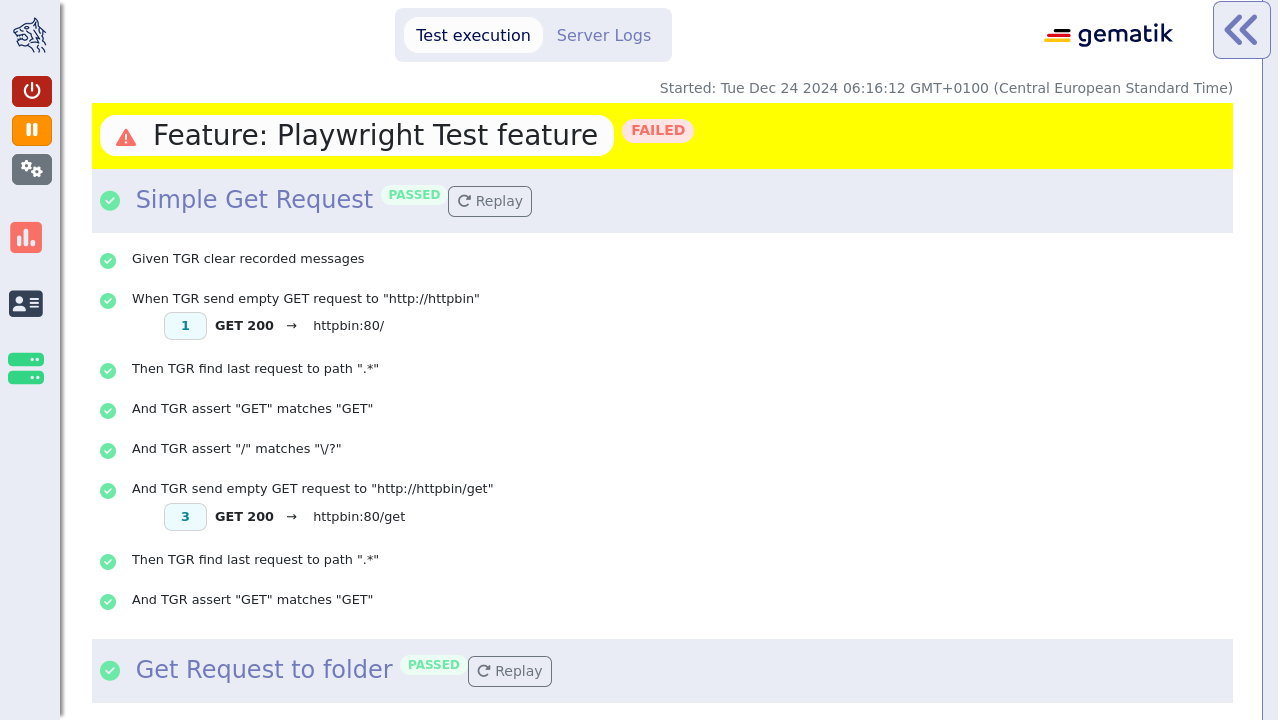 Test execution
Server Logs
gematik
Started: Tue Dec 24 2024 06:16:12 GMT+0100 (Central European Standard Time)
Feature: Playwright Test feature FAILED
Simple Get Request PASSED Replay
Given TGR clear recorded messages
When TGR send empty GET request to "http://httpbin"
1 GET 200 → httpbin:80/
Then TGR find last request to path ".*"
And TGR assert "GET" matches "GET"
And TGR assert "/" matches "\/?"
And TGR send empty GET request to "http://httpbin/get"
3 GET 200 → httpbin:80/get
Then TGR find last request to path ".*"
And TGR assert "GET" matches "GET"
Get Request to folder PASSED Replay